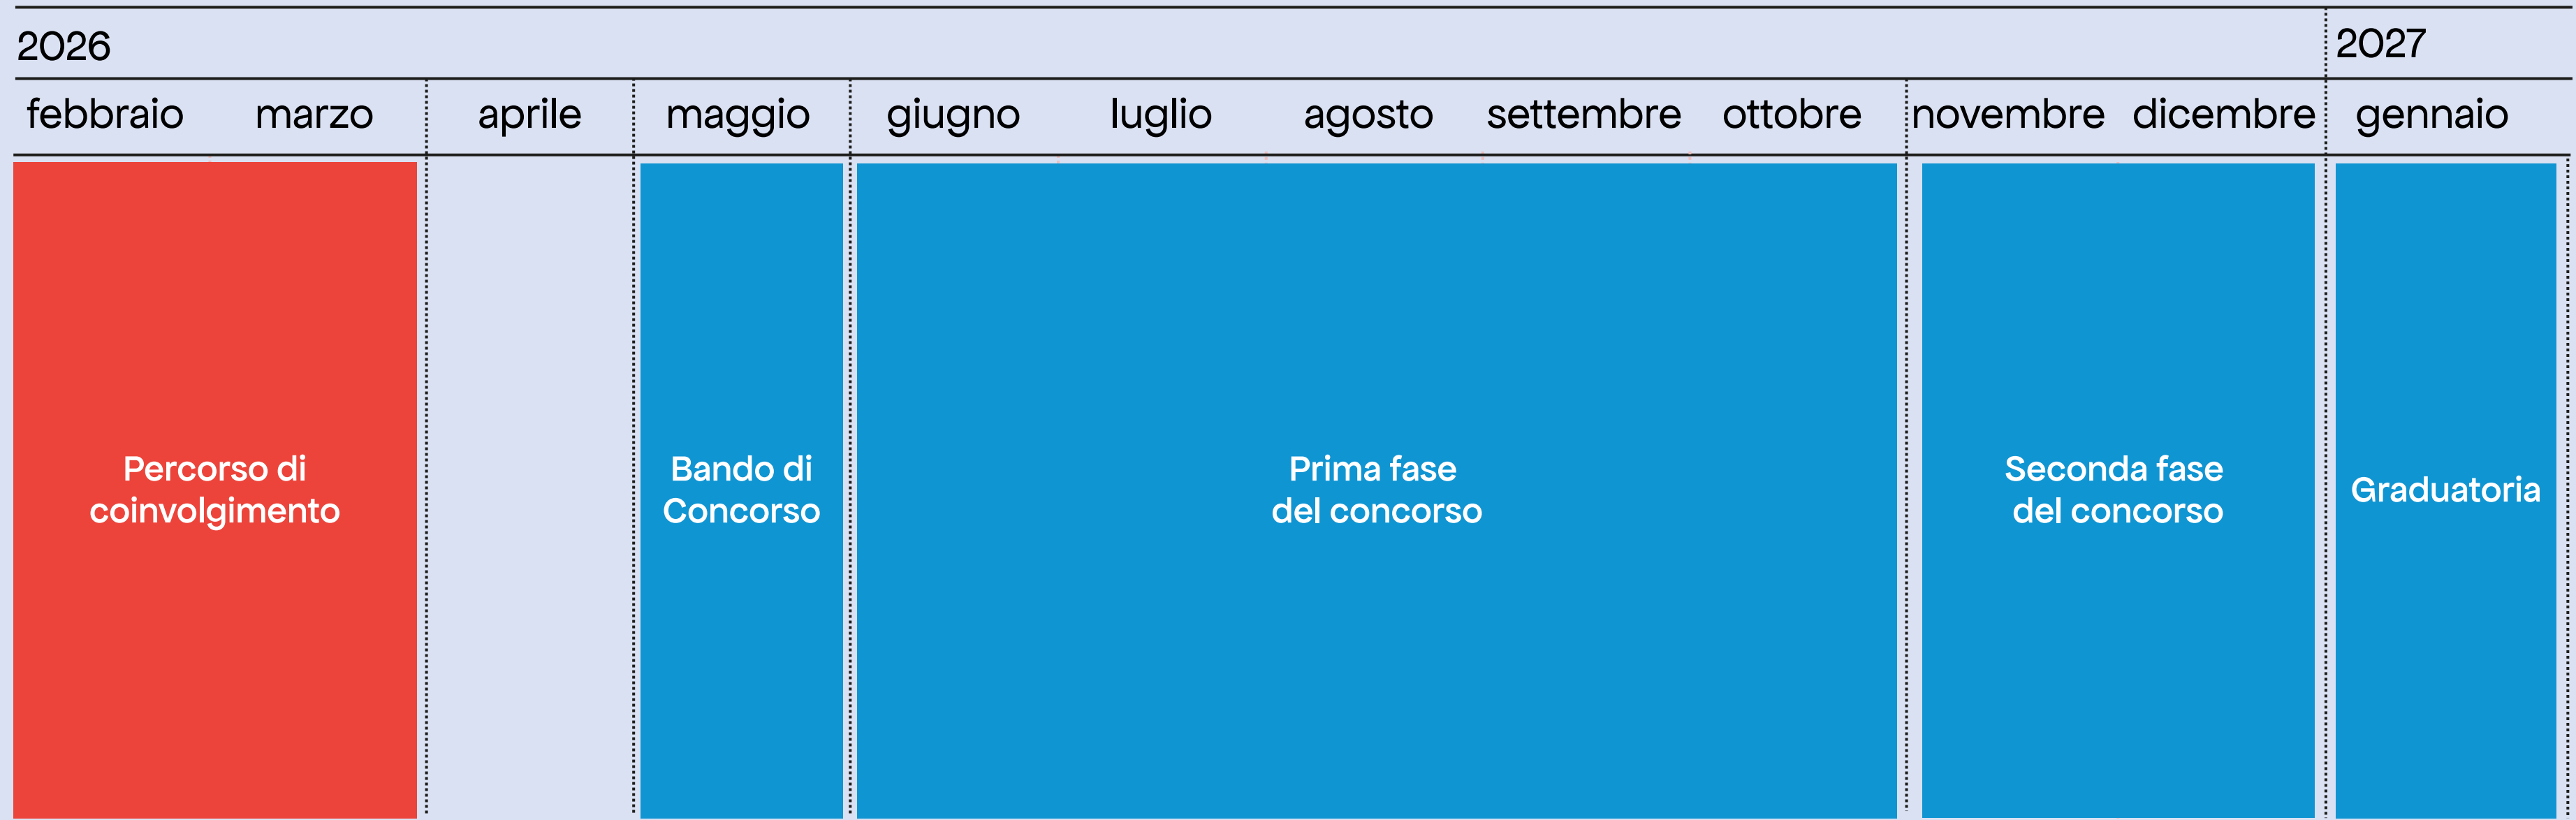 2026 2027
febbraio marzo aprile maggio giugno luglio agosto settembre ottobre novembre dicembre gennaio
Percorso di
coinvolgimento
Bando di
Concorso
Prima fase
del concorso
Seconda fase
del concorso
Graduatoria